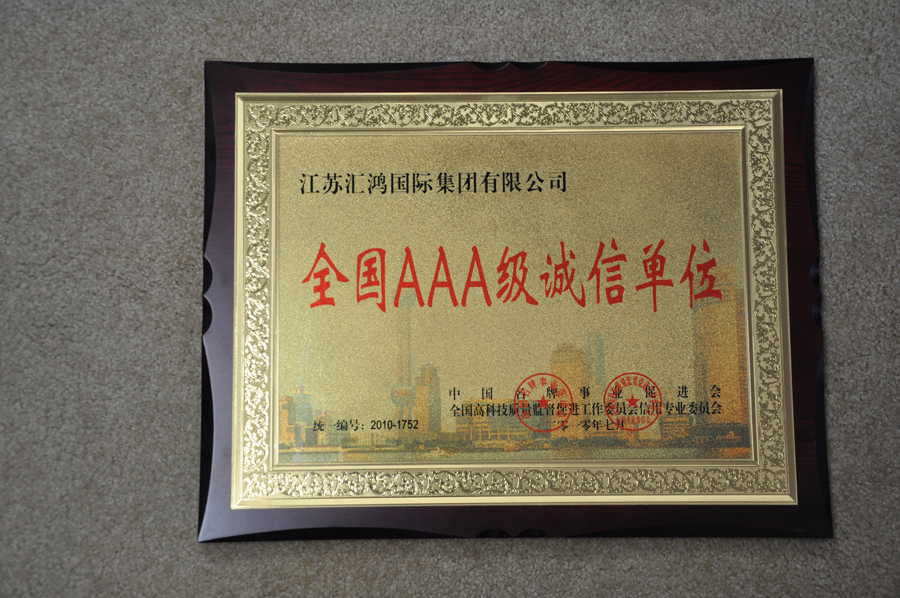 江苏汇鸿国际集团有限公司
全国AAA级诚信单位
中国名牌事业促进会
全国高科技质量监督促进工作委员会信用专业委员会
统一编号：2010-1752
二零一零年七月